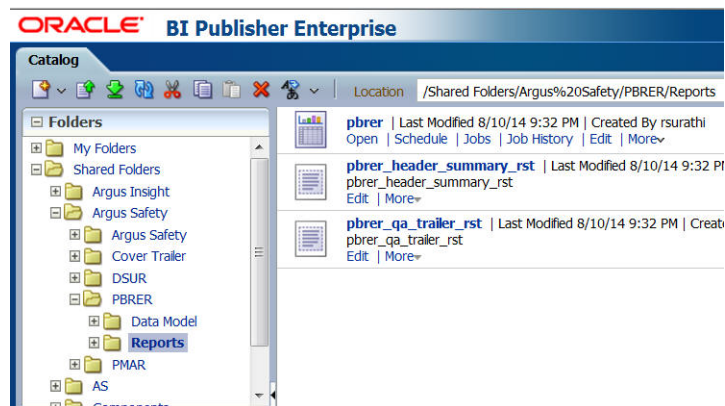 ORACLE® BI Publisher Enterprise
Catalog
Location /Shared Folders/Argus%20Safety/PBRER/Reports
Folders
My Folders
Shared Folders
Argus Insight
Argus Safety
Argus Safety
Cover Trailer
DSUR
PBRER
Data Model
Reports
PMAR
AS
Components
pbrer | Last Modified 8/10/14 9:32 PM | Created By rsurathi
Open | Schedule | Jobs | Job History | Edit | More
pbrer_header_summary_rst | Last Modified 8/10/14 9:32 PM
pbrer_header_summary_rst
Edit | More
pbrer_qa_trailer_rst | Last Modified 8/10/14 9:32 PM | Create
pbrer_qa_trailer_rst
Edit | More